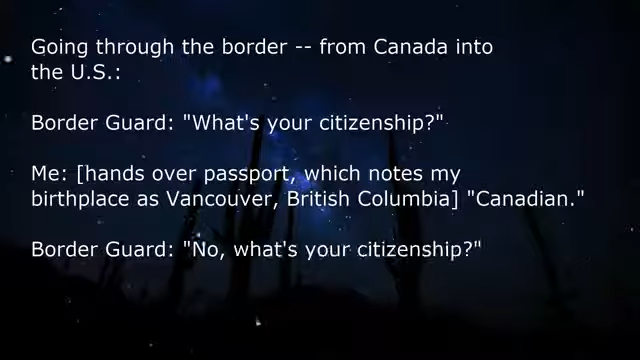 Going through the border -- from Canada into
the U.S.:
Border Guard: "What's your citizenship?"
Me: [hands over passport, which notes my
birthplace as Vancouver, British Columbia] "Canadian."
Border Guard: "No, what's your citizenship?"